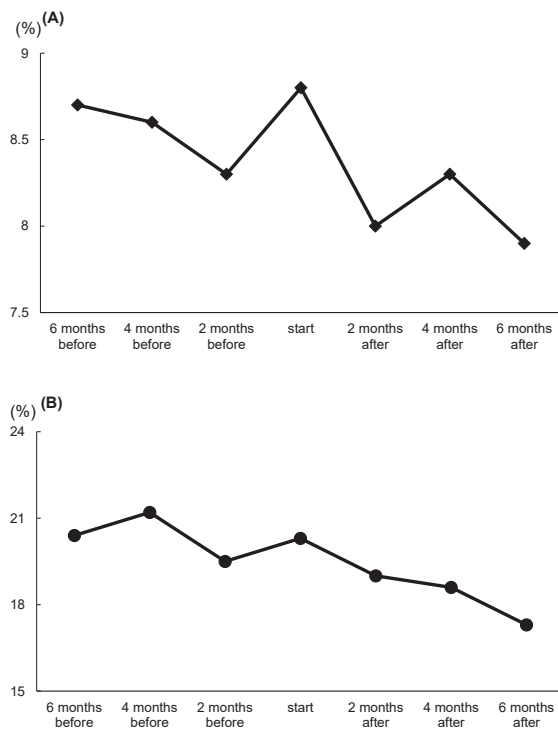 (%) (A)
9
8.5
8
7.5
6 months before
4 months before
2 months before
start
2 months after
4 months after
6 months after
(%) (B)
24
21
18
15
6 months before
4 months before
2 months before
start
2 months after
4 months after
6 months after